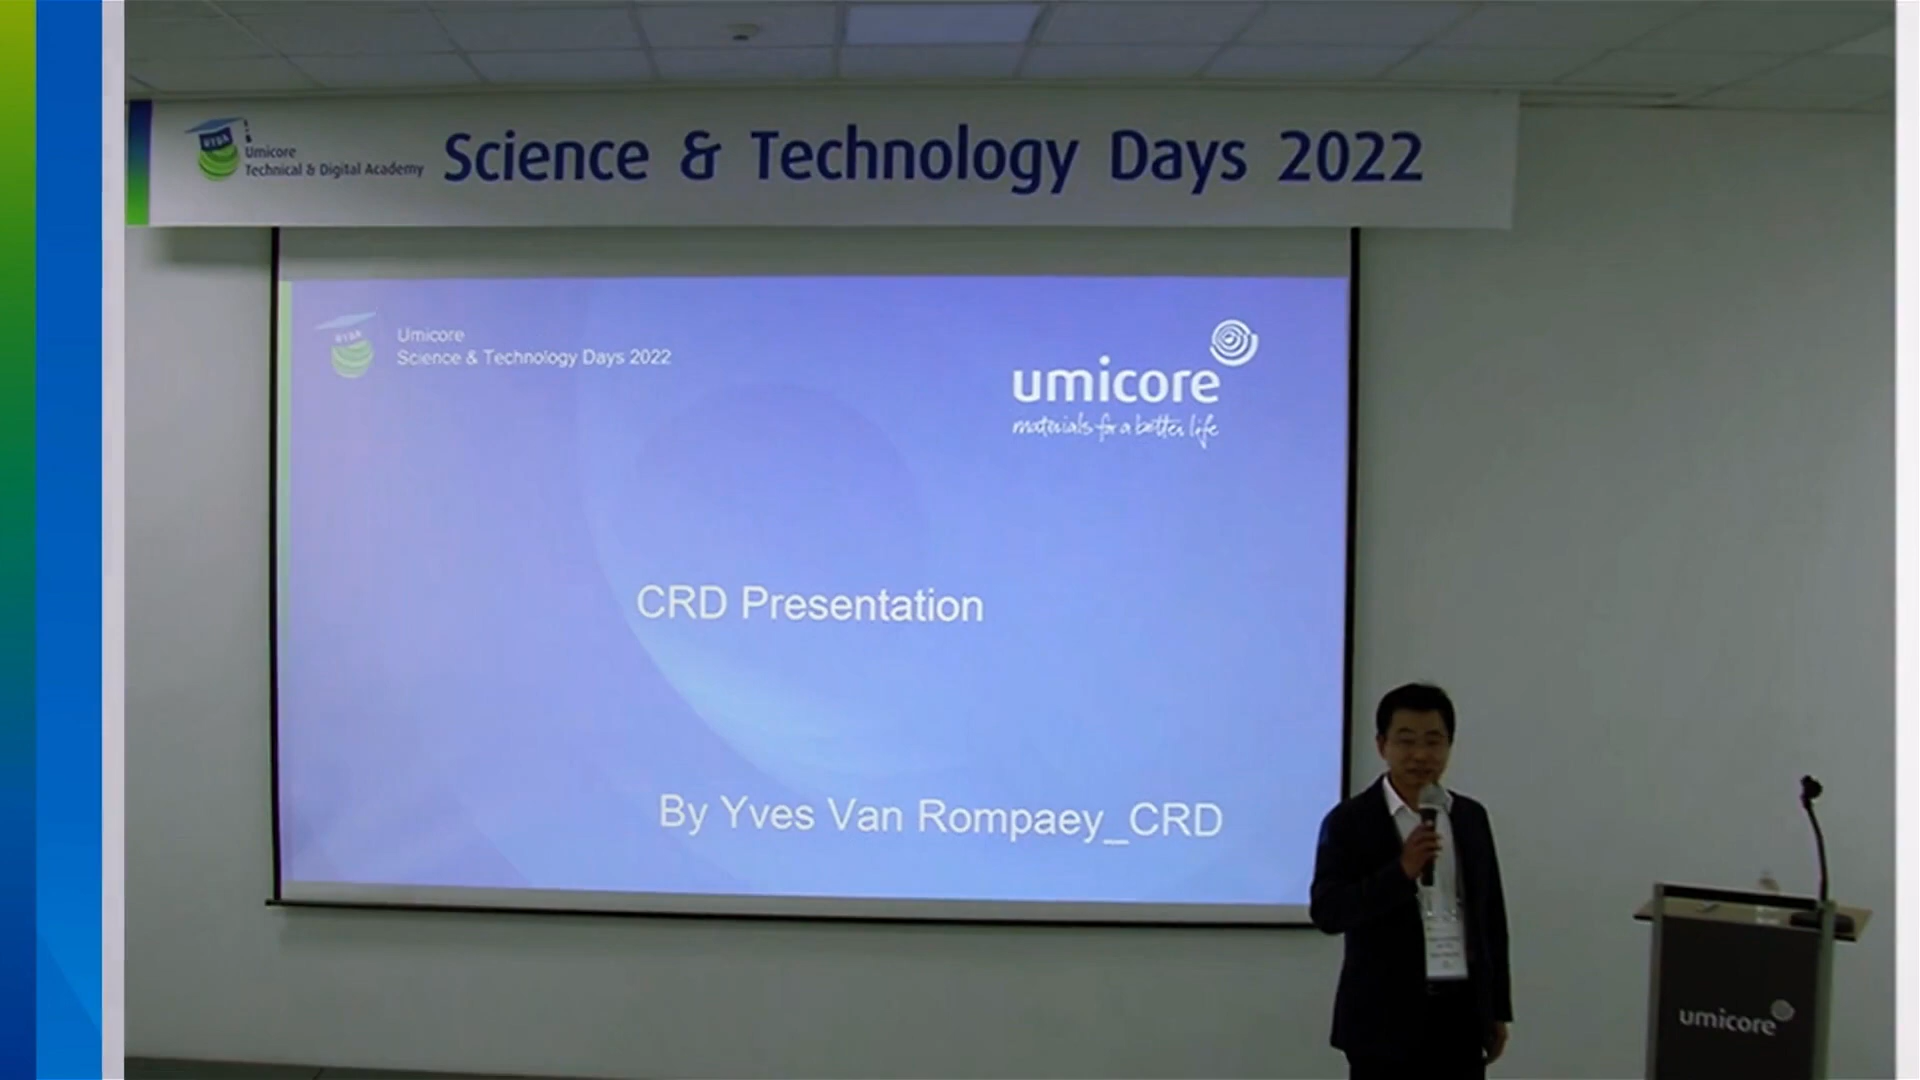 UTDA
Umicore
Technical & Digital Academy
Science & Technology Days 2022
Umicore
Science & Technology Days 2022
umicore
materials for a better life
CRD Presentation
By Yves Van Rompaey_CRD
umicore